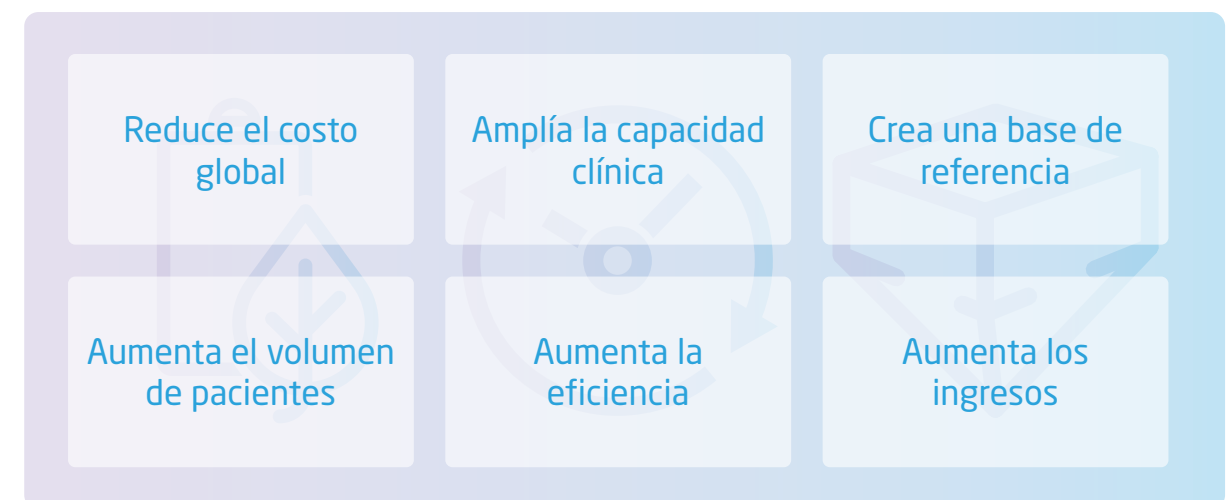 Reduce el costo
global
Amplía la capacidad
clínica
Crea una base de
referencia
Aumenta el volumen
de pacientes
Aumenta la
eficiencia
Aumenta los
ingresos